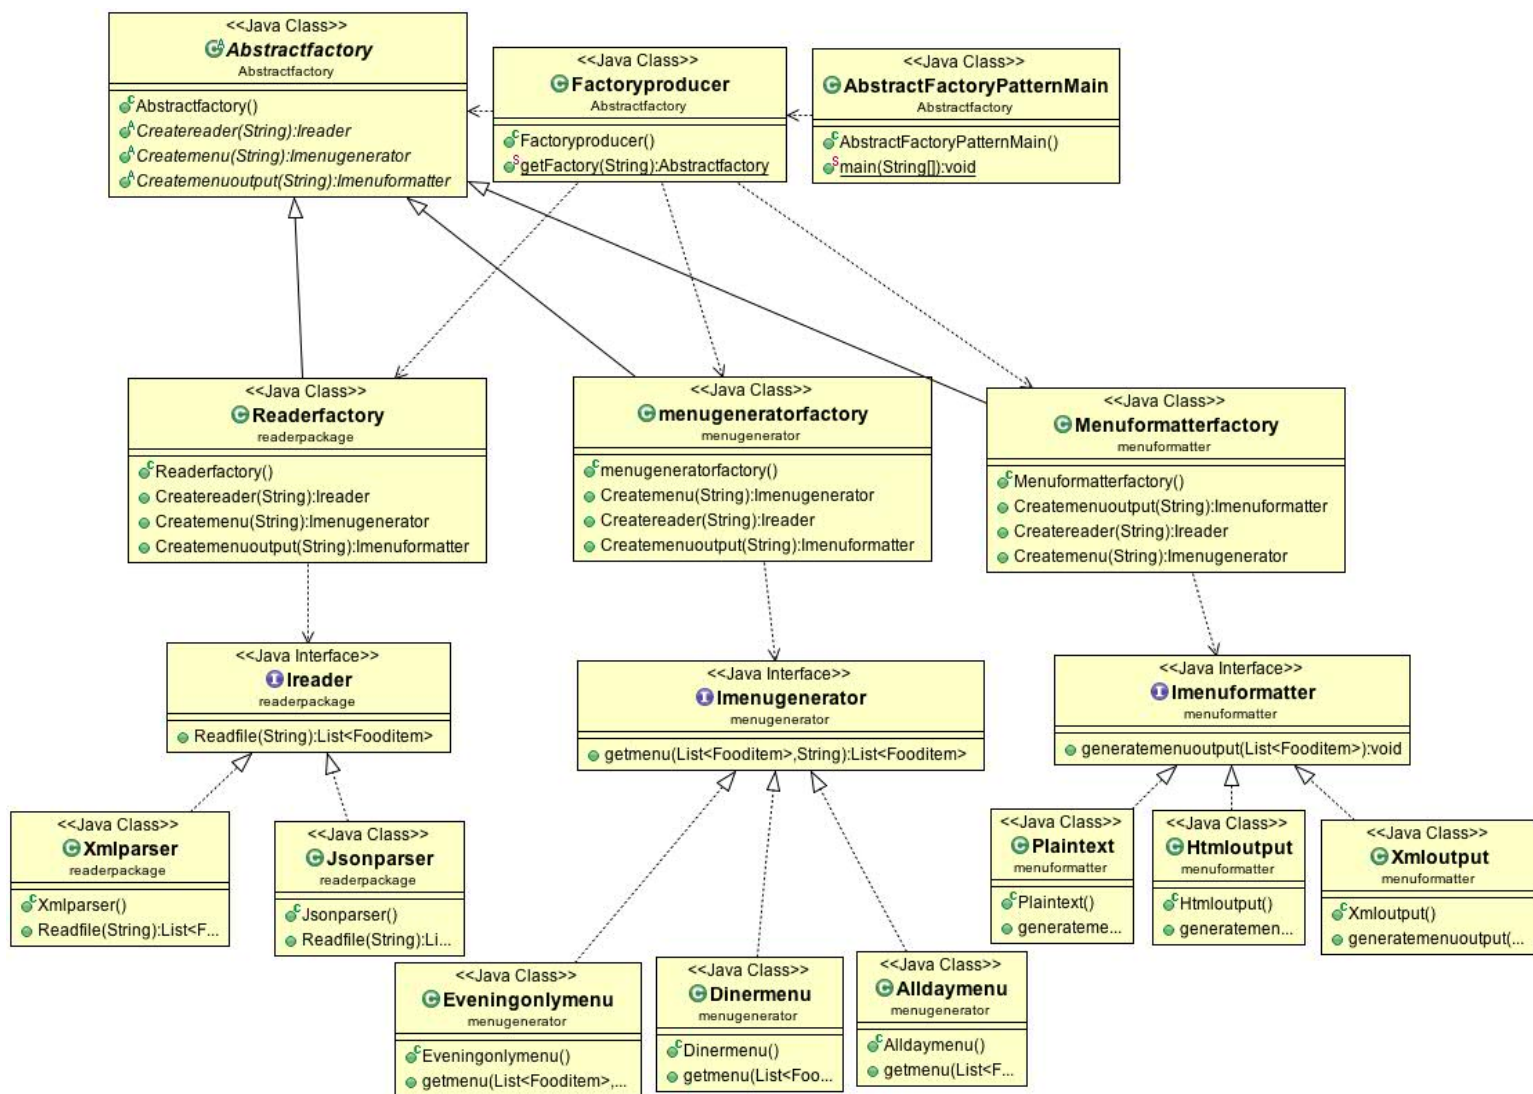 <<Java Class>>
Abstractfactory
Abstractfactory
Abstractfactory()
Createreader(String):Ireader
Createmenu(String):Imenugenerator
Createmenuoutput(String):Imenuformatter
<<Java Class>>
Factoryproducer
Abstractfactory
Factoryproducer()
getFactory(String):Abstractfactory
<<Java Class>>
AbstractFactoryPatternMain
Abstractfactory
AbstractFactoryPatternMain()
main(String[]):void
<<Java Class>>
Readerfactory
readerpackage
Readerfactory()
Createreader(String):Ireader
Createmenu(String):Imenugenerator
Createmenuoutput(String):Imenuformatter
<<Java Class>>
menugeneratorfactory
menugenerator
menugeneratorfactory()
Createmenu(String):Imenugenerator
Createreader(String):Ireader
Createmenuoutput(String):Imenuformatter
<<Java Class>>
Menuformatterfactory
menuformatter
Menuformatterfactory()
Createmenuoutput(String):Imenuformatter
Createreader(String):Ireader
Createmenu(String):Imenugenerator
<<Java Interface>>
Ireader
readerpackage
Readfile(String):List<Fooditem>
<<Java Interface>>
Imenugenerator
menugenerator
getmenu(List<Fooditem>,String):List<Fooditem>
<<Java Interface>>
Imenuformatter
menuformatter
generatemenuoutput(List<Fooditem>):void
<<Java Class>>
Xmlparser
readerpackage
Xmlparser()
Readfile(String):List<F...
<<Java Class>>
Jsonparser
readerpackage
Jsonparser()
Readfile(String):Li...
<<Java Class>>
Eveningonlymenu
menugenerator
Eveningonlymenu()
getmenu(List<Fooditem>,...
<<Java Class>>
Dinermenu
menugenerator
Dinermenu()
getmenu(List<Foo...
<<Java Class>>
Alldaymenu
menugenerator
Alldaymenu()
getmenu(List<F...
<<Java Class>>
Plaintext
menuformatter
Plaintext()
generateme...
<<Java Class>>
Htmloutput
menuformatter
Htmloutput()
generatemen...
<<Java Class>>
Xmloutput
menuformatter
Xmloutput()
generatemenuoutput(...